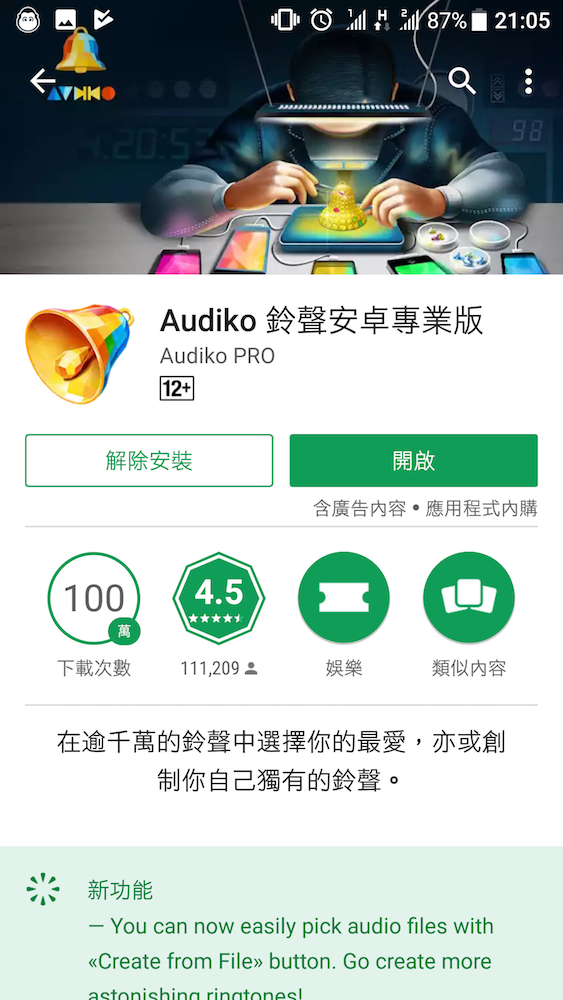 87% 21:05
AUDIKO
4:20:53
98
Audiko 鈴聲安卓專業版
Audiko PRO
12+
解除安裝
開啟
含廣告內容 • 應用程式內購
100
萬
4.5
下載次數
111,209
娛樂
類似內容
在逾千萬的鈴聲中選擇你的最愛，亦或創
制你自己獨有的鈴聲。
新功能
— You can now easily pick audio files with
«Create from File» button. Go create more
astonishing ringtones!